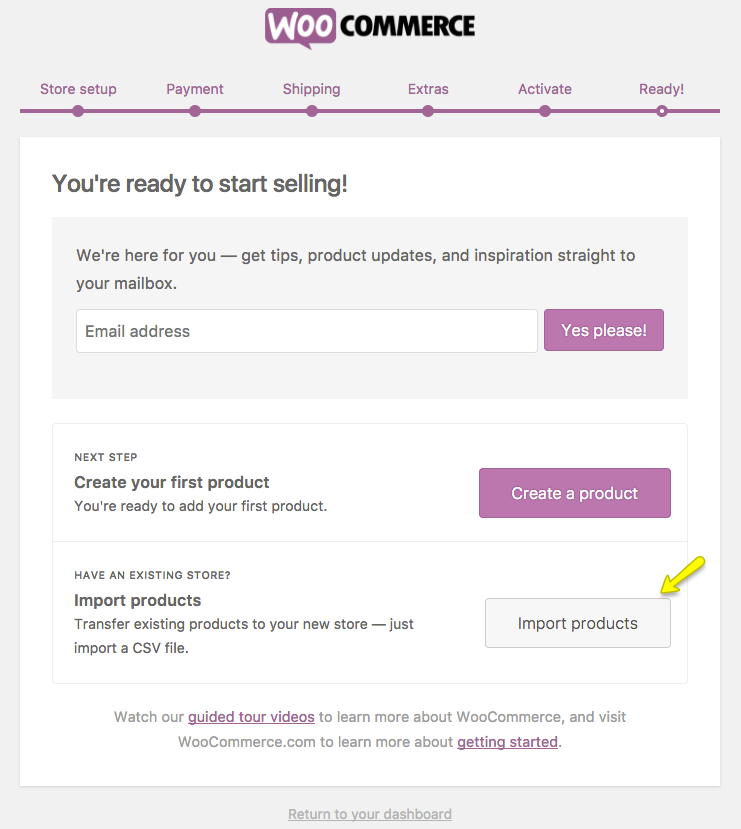 WOO COMMERCE
Store setup Payment Shipping Extras Activate Ready!
You're ready to start selling!
We're here for you — get tips, product updates, and inspiration straight to
your mailbox.
Email address Yes please!
NEXT STEP
Create your first product
You're ready to add your first product.
Create a product
HAVE AN EXISTING STORE?
Import products
Transfer existing products to your new store — just
import a CSV file.
Import products
Watch our guided tour videos to learn more about WooCommerce, and visit
WooCommerce.com to learn more about getting started.
Return to your dashboard